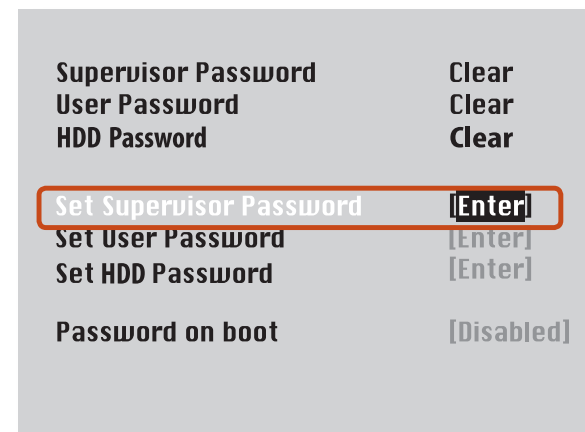 Supervisor Password Clear
User Password Clear
HDD Password Clear
Set Supervisor Password [Enter]
Set User Password [Enter]
Set HDD Password [Enter]
Password on boot [Disabled]